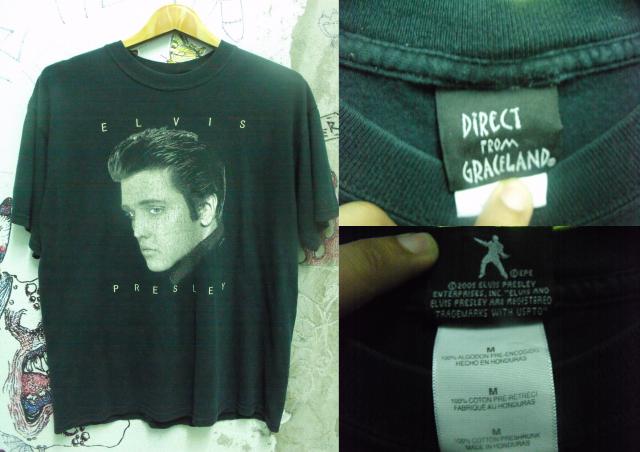 ELVIS
PRESLEY
DiRECT
FROM
GRACELAND®
©EPE
©2005 ELVIS PRESLEY
ENTERPRISES, INC. "ELVIS AND
ELVIS PRESLEY ARE REGISTERED
TRADEMARKS WITH USPTO"
M
100% ALGODON PRE-ENCOGIDO
HECHO EN HONDURAS
M
100% COTON PRE-RETRECI
FABRIQUÉ AU HONDURAS
M
100% COTTON PRESHRUNK
MADE IN HONDURAS